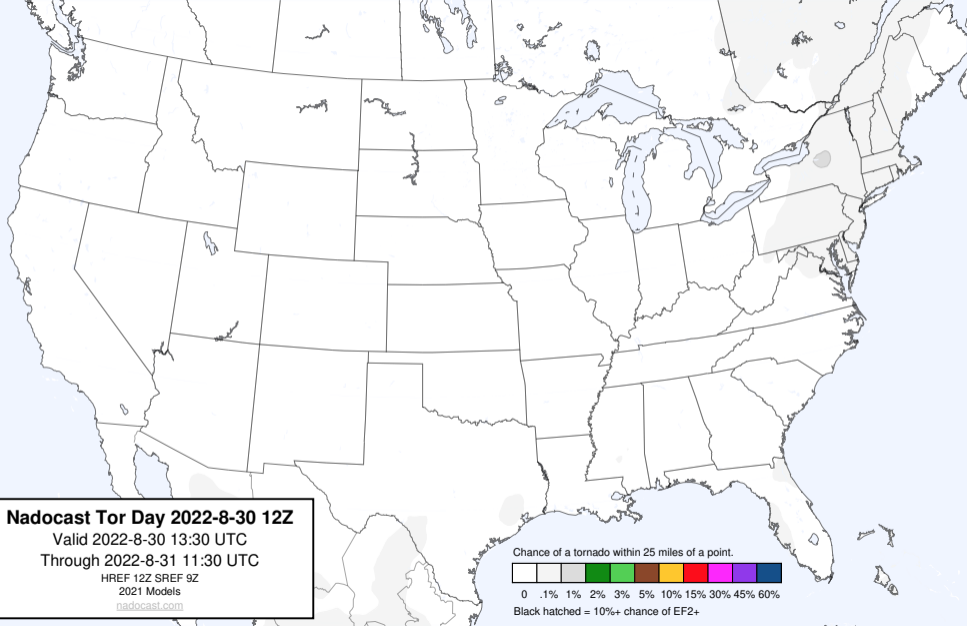 Nadocast Tor Day 2022-8-30 12Z
Valid 2022-8-30 13:30 UTC
Through 2022-8-31 11:30 UTC
HREF 12Z SREF 9Z
2021 Models
nadocast.com
Chance of a tornado within 25 miles of a point.
0 .1% 1% 2% 3% 5% 10% 15% 30% 45% 60%
Black hatched = 10%+ chance of EF2+